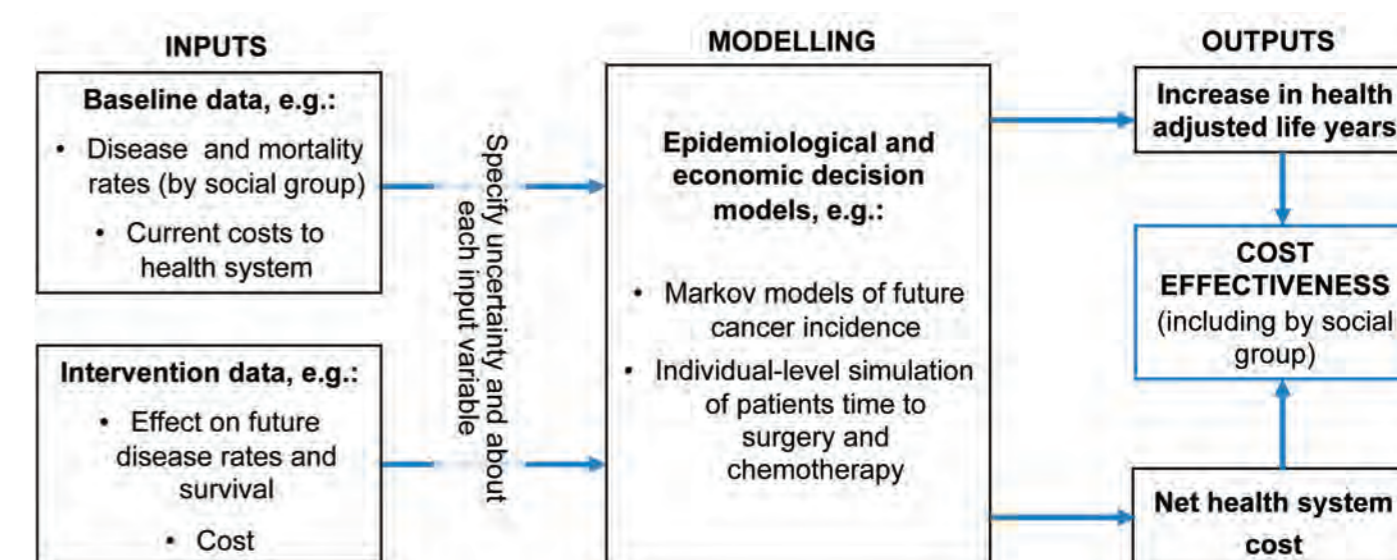 INPUTS
Baseline data, e.g.:
• Disease and mortality
rates (by social group)
• Current costs to
health system
Intervention data, e.g.:
• Effect on future
disease rates and
survival
• Cost
Specify uncertainty and about
each input variable
MODELLING
Epidemiological and
economic decision
models, e.g.:
• Markov models of future
cancer incidence
• Individual-level simulation
of patients time to
surgery and
chemotherapy
OUTPUTS
Increase in health
adjusted life years
COST
EFFECTIVENESS
(including by social
group)
Net health system
cost